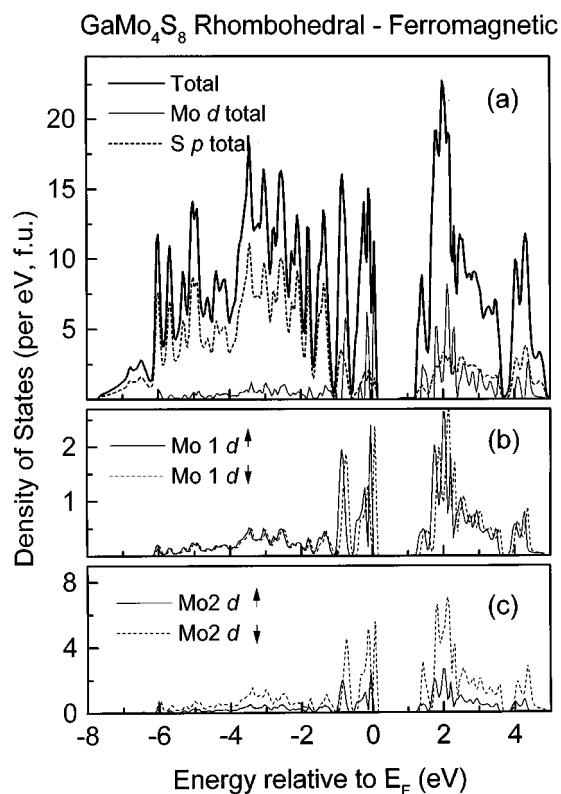 GaMo₄S₈ Rhombohedral - Ferromagnetic
Total
Mo d total
S p total
(a)
20
15
10
5
Density of States (per eV, f.u.)
Mo 1 d ↑
Mo 1 d ↓
(b)
2
1
0
Mo2 d ↑
Mo2 d ↓
(c)
8
4
0
-8 -6 -4 -2 0 2 4
Energy relative to E_F (eV)